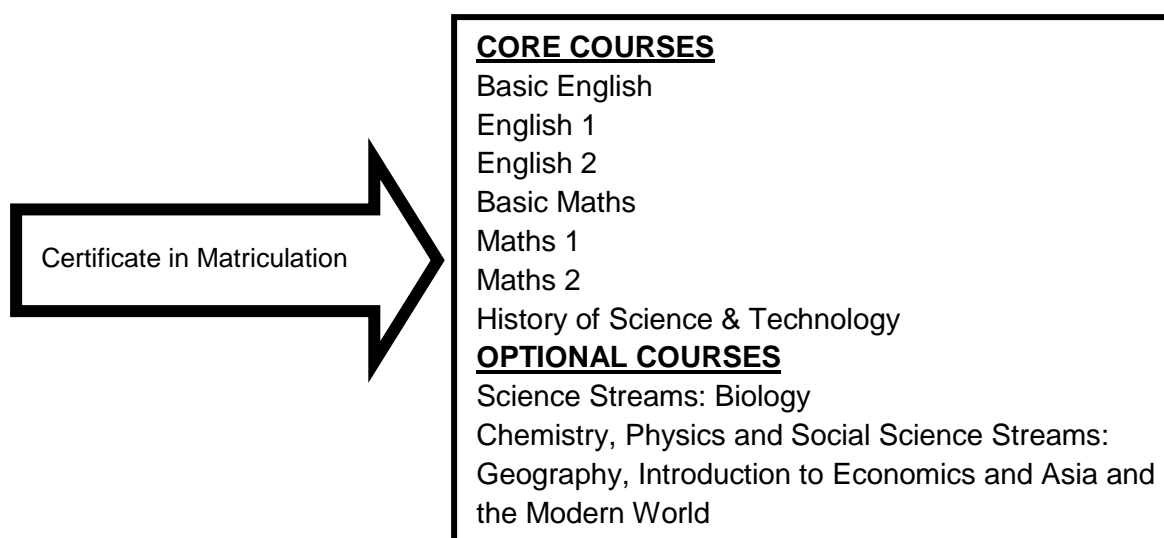 Certificate in Matriculation
CORE COURSES
Basic English
English 1
English 2
Basic Maths
Maths 1
Maths 2
History of Science & Technology
OPTIONAL COURSES
Science Streams: Biology
Chemistry, Physics and Social Science Streams:
Geography, Introduction to Economics and Asia and
the Modern World